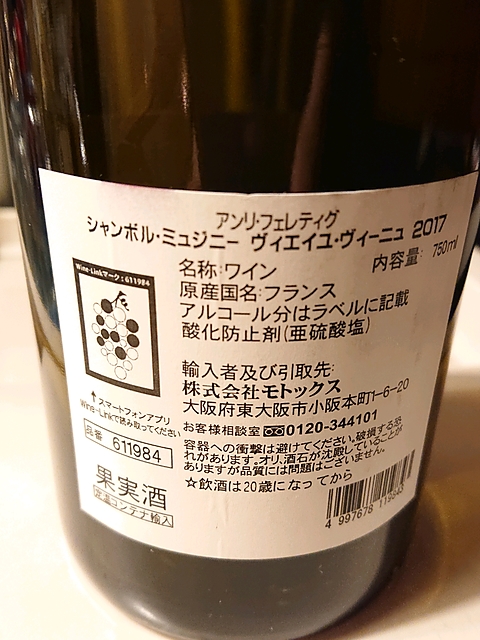 アンリ・フェレティグ
シャンボル・ミュジニー ヴィエイユ・ヴィーニュ 2017
内容量: 750ml
Wine-Linkマーク:611984
名称:ワイン
原産国名:フランス
アルコール分はラベルに記載
酸化防止剤(亜硫酸塩)
輸入者及び引取先:
株式会社モトックス
大阪府東大阪市小阪本町1-6-20
↑スマートフォンアプリ
Wine-Linkで読み取ってください
お客様相談室 0120-344101
品番 611984
容器への衝撃は避けてください。破損する恐
れがあります。オリ、酒石が沈殿していることが
ありますが品質には問題はございません。
☆飲酒は20歳になってから
果実酒
定温コンテナ輸入
4 997678 119843